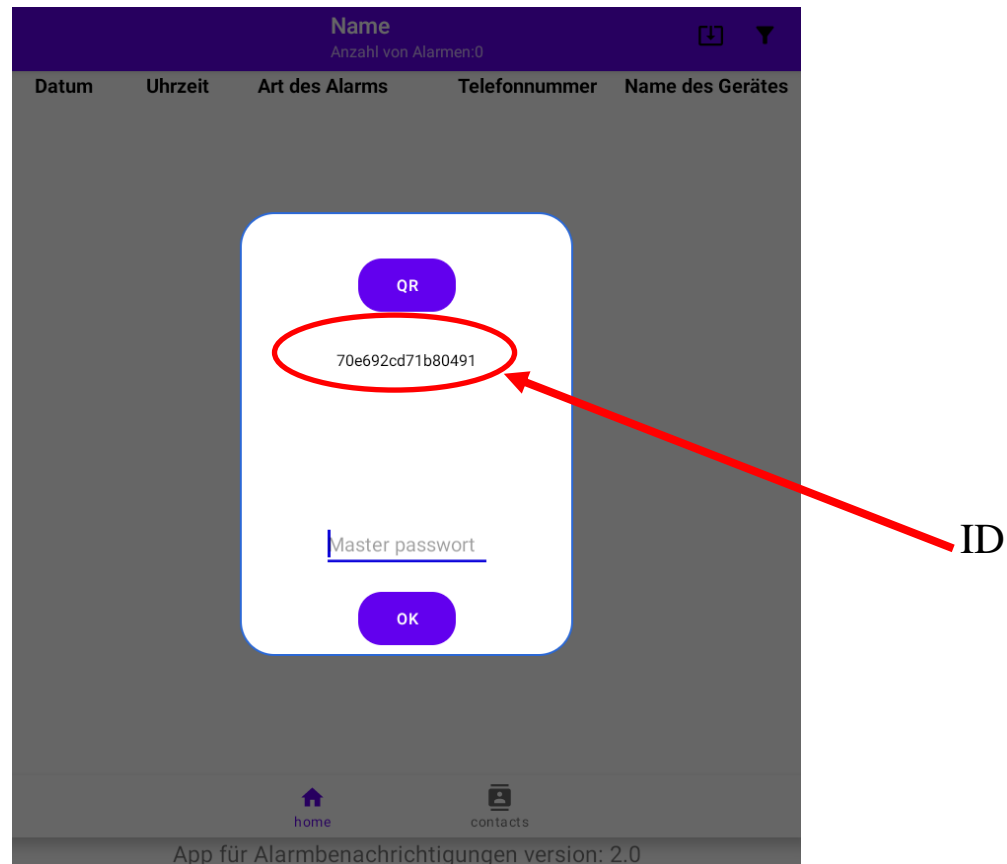 Name
Anzahl von Alarmen:0
Datum Uhrzeit Art des Alarms Telefonnummer Name des Gerätes
QR
70e692cd71b80491
ID
Master passwort
OK
home contacts
App für Alarmbenachrichtigungen version: 2.0